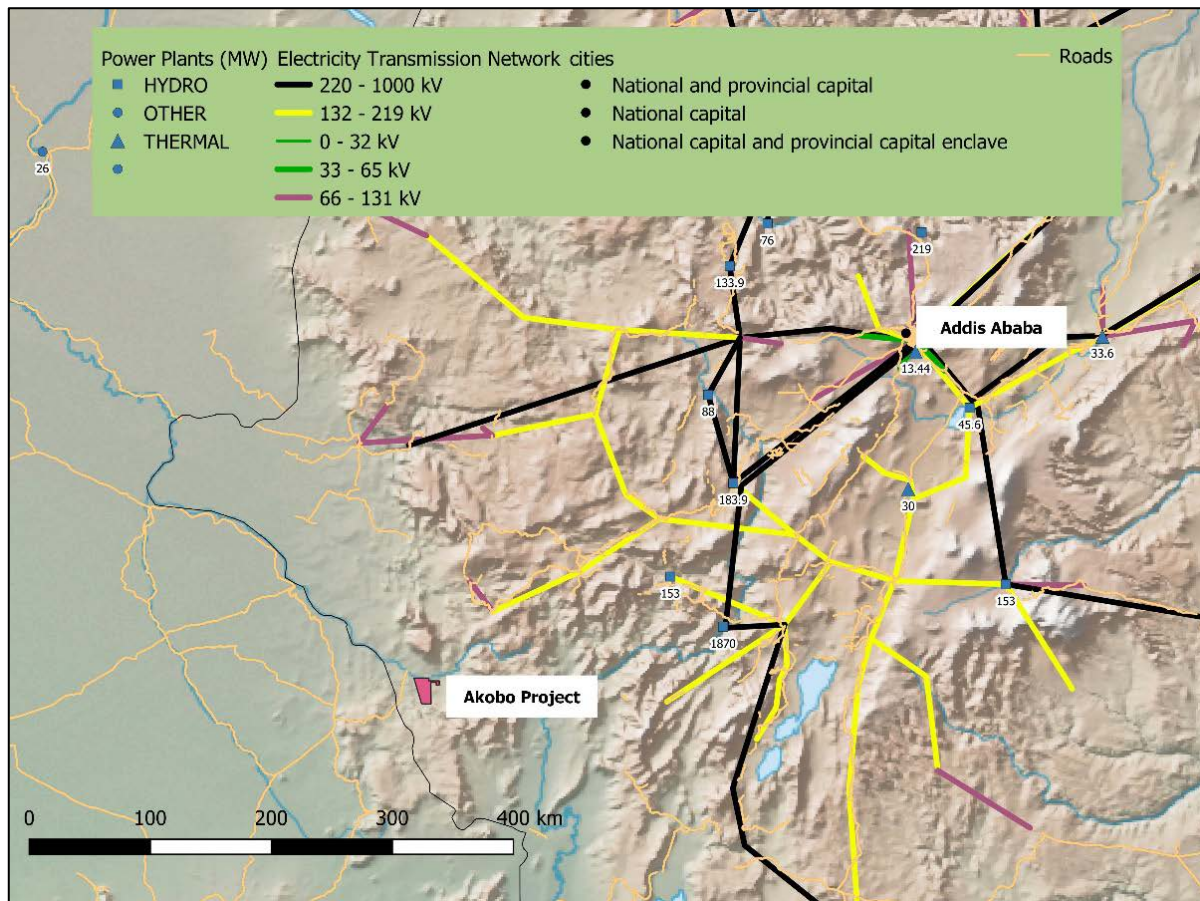 Power Plants (MW) Electricity Transmission Network cities
Roads
HYDRO 220 - 1000 kV National and provincial capital
OTHER 132 - 219 kV National capital
THERMAL 0 - 32 kV National capital and provincial capital enclave
33 - 65 kV
66 - 131 kV
26
76
219
133.9
Addis Ababa
33.6
13.44
88
45.6
183.9
30
153
153
1870
Akobo Project
0 100 200 300 400 km